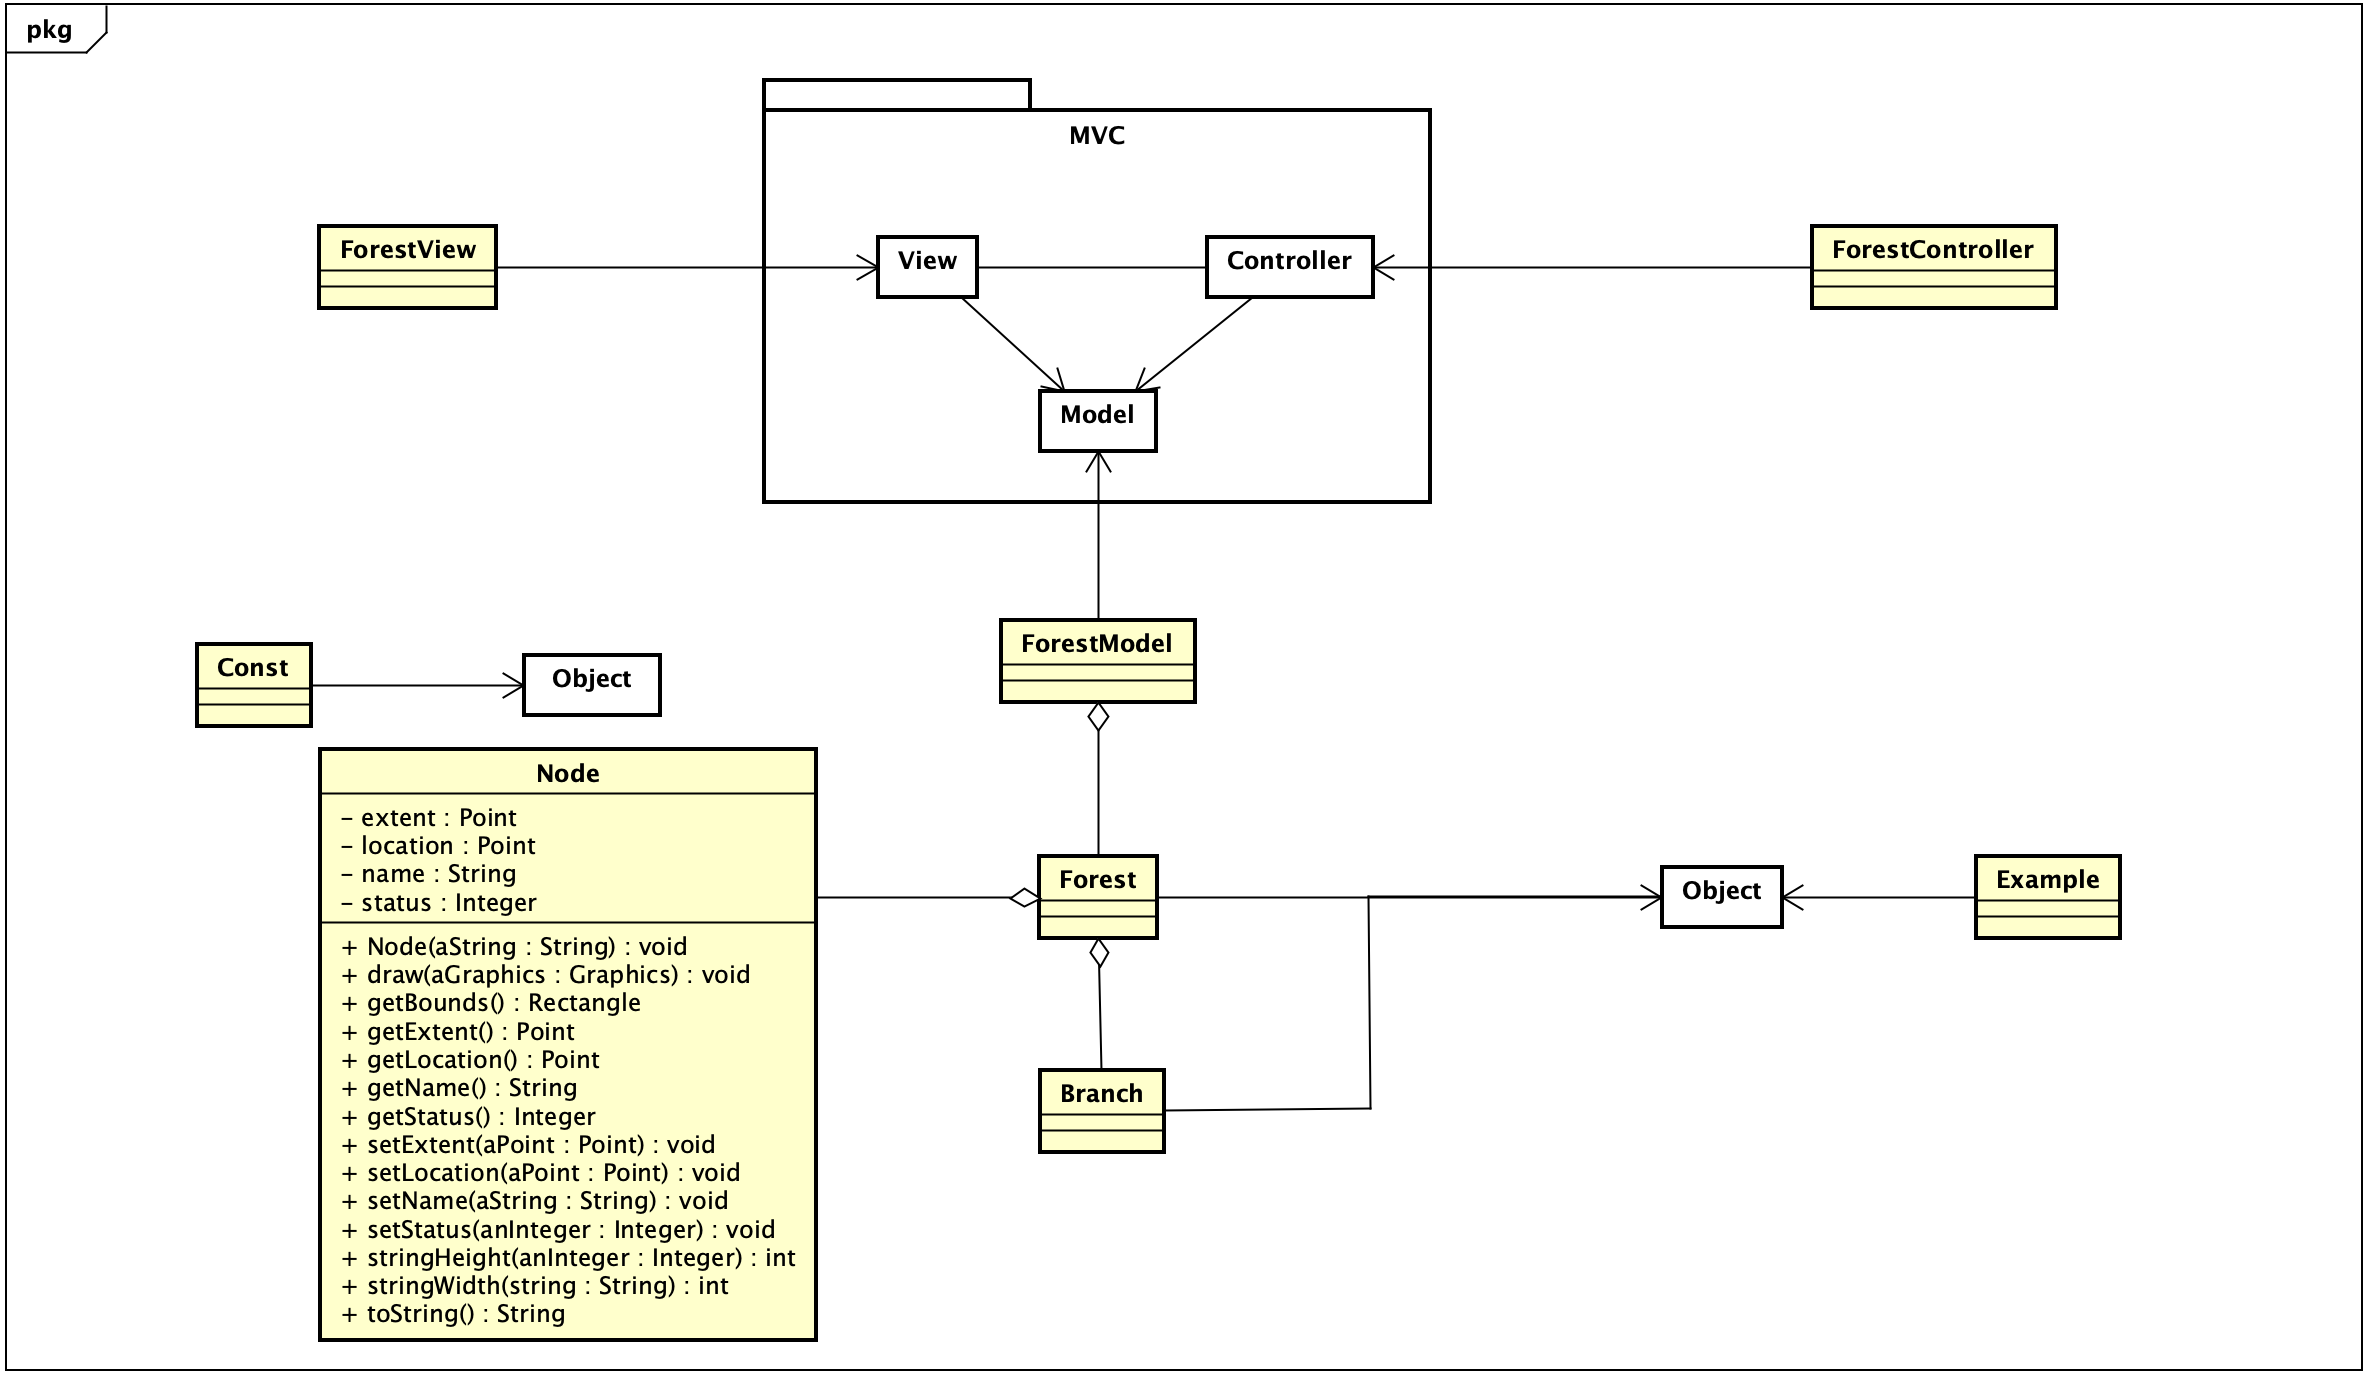 pkg
MVC
ForestView
View
Controller
ForestController
Model
ForestModel
Const
Object
Node
- extent : Point
- location : Point
- name : String
- status : Integer
+ Node(aString : String) : void
+ draw(aGraphics : Graphics) : void
+ getBounds() : Rectangle
+ getExtent() : Point
+ getLocation() : Point
+ getName() : String
+ getStatus() : Integer
+ setExtent(aPoint : Point) : void
+ setLocation(aPoint : Point) : void
+ setName(aString : String) : void
+ setStatus(anInteger : Integer) : void
+ stringHeight(anInteger : Integer) : int
+ stringWidth(string : String) : int
+ toString() : String
Forest
Object
Example
Branch